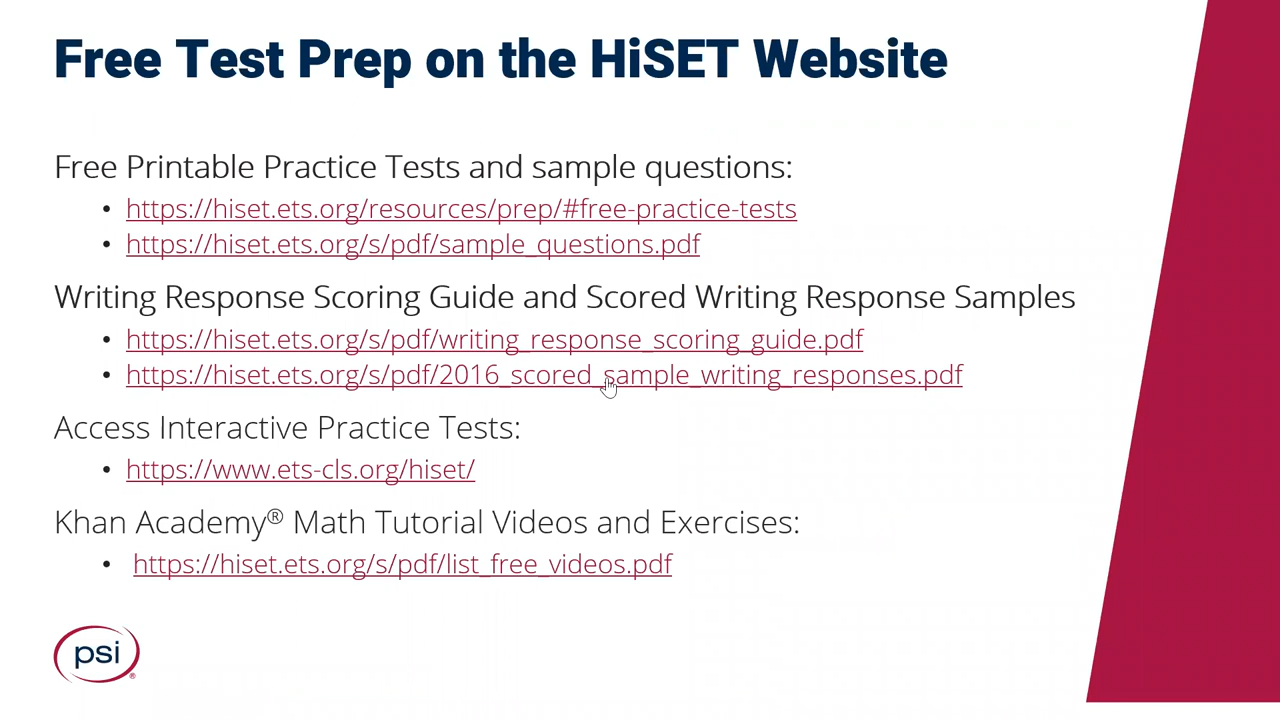 Free Test Prep on the HiSET Website
Free Printable Practice Tests and sample questions:
• https://hiset.ets.org/resources/prep/#free-practice-tests
• https://hiset.ets.org/s/pdf/sample_questions.pdf
Writing Response Scoring Guide and Scored Writing Response Samples
• https://hiset.ets.org/s/pdf/writing_response_scoring_guide.pdf
• https://hiset.ets.org/s/pdf/2016_scored_sample_writing_responses.pdf
Access Interactive Practice Tests:
• https://www.ets-cls.org/hiset/
Khan Academy® Math Tutorial Videos and Exercises:
• https://hiset.ets.org/s/pdf/list_free_videos.pdf
psi®